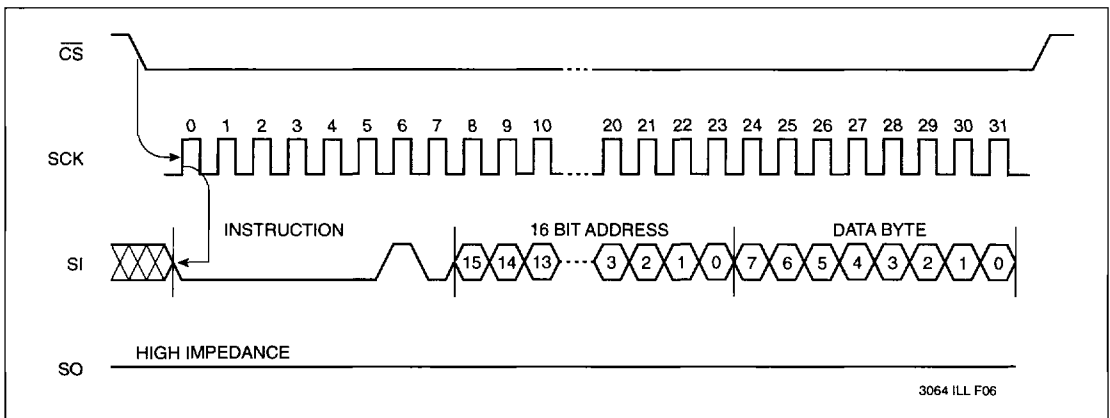 CS
0 1 2 3 4 5 6 7 8 9 10 20 21 22 23 24 25 26 27 28 29 30 31
SCK
INSTRUCTION 16 BIT ADDRESS DATA BYTE
SI 15 14 13 3 2 1 0 7 6 5 4 3 2 1 0
HIGH IMPEDANCE
SO
3064 ILL F06